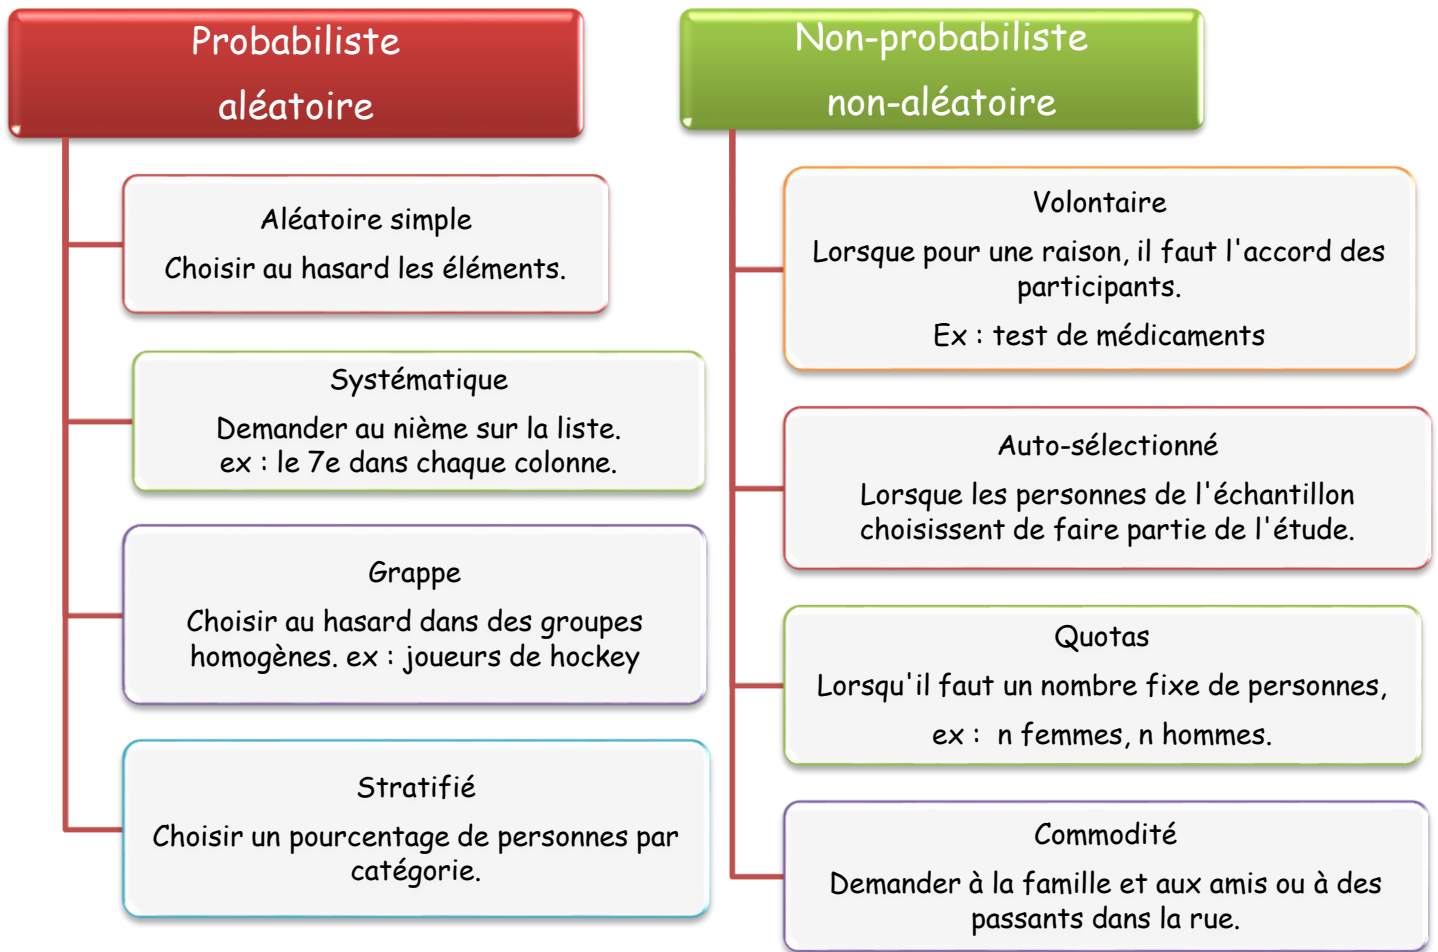 Probabiliste
aléatoire
Aléatoire simple
Choisir au hasard les éléments.
Systématique
Demander au nième sur la liste.
ex : le 7e dans chaque colonne.
Grappe
Choisir au hasard dans des groupes
homogènes. ex : joueurs de hockey
Stratifié
Choisir un pourcentage de personnes par
catégorie.
Non-probabiliste
non-aléatoire
Volontaire
Lorsque pour une raison, il faut l'accord des
participants.
Ex : test de médicaments
Auto-sélectionné
Lorsque les personnes de l'échantillon
choisissent de faire partie de l'étude.
Quotas
Lorsqu'il faut un nombre fixe de personnes,
ex : n femmes, n hommes.
Commodité
Demander à la famille et aux amis ou à des
passants dans la rue.